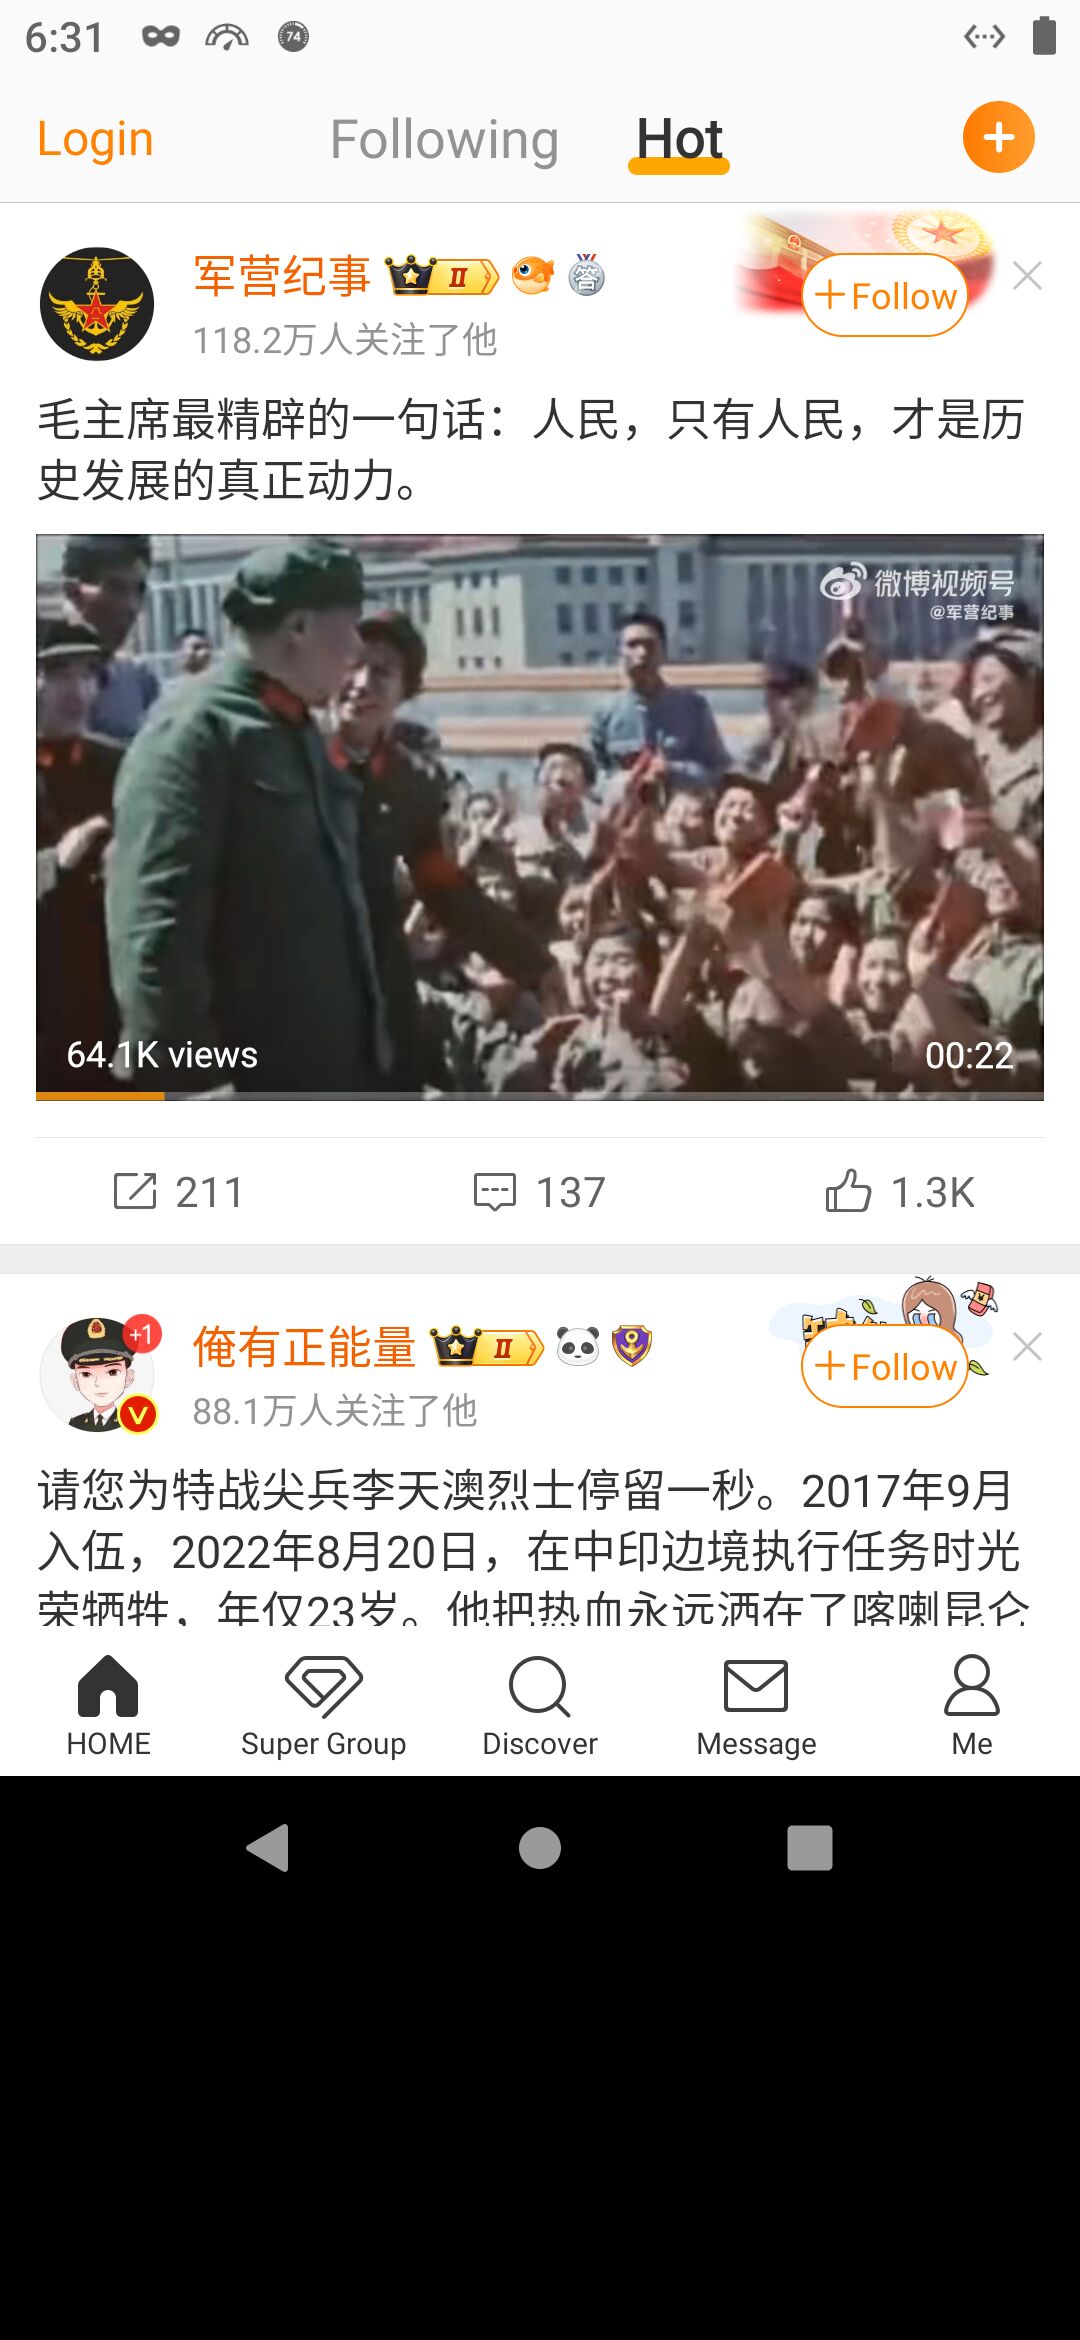 6:31
74
Login
Following
Hot
军营纪事
II
答
+Follow
118.2万人关注了他
毛主席最精辟的一句话：人民，只有人民，才是历
史发展的真正动力。
微博视频号
@军营纪事
64.1K views
00:22
211
137
1.3K
+1
俺有正能量
II
+Follow
V
88.1万人关注了他
请您为特战尖兵李天澳烈士停留一秒。2017年9月
入伍，2022年8月20日，在中印边境执行任务时光
荣牺牲，年仅23岁。他把热血永远洒在了喀喇昆仑
HOME
Super Group
Discover
Message
Me